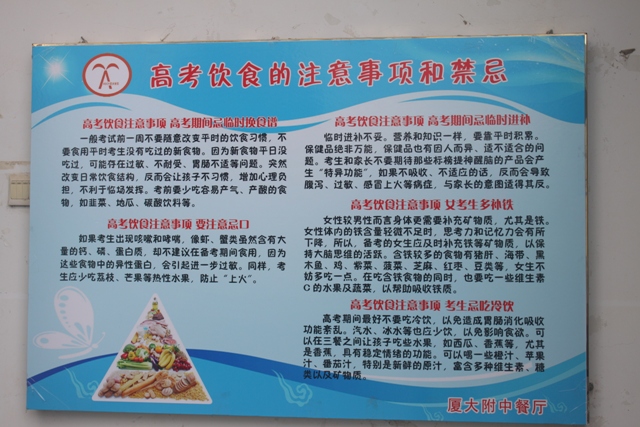 高考饮食的注意事项和禁忌
高考饮食注意事项 高考期间忌临时换食谱
一般考试前一周不要随意改变平时的饮食习惯，不
要食用平时考生没有吃过的新食物。因为新食物平日没
吃过，可能存在过敏、不耐受、胃肠不适等问题。突然
改变日常饮食结构，反而会让孩子不习惯，增加心理负
担，不利于临场发挥。考前要少吃容易产气、产酸的食
物，如韭菜、地瓜、碳酸饮料等。
高考饮食注意事项 要注意忌口
如果考生出现咳嗽和哮喘，像虾、蟹类虽然含有大
量的钙、磷、蛋白质，却不建议在备考期间食用，因为
这些食物中的异性蛋白，会引起进一步过敏。同样，考
生应少吃荔枝、芒果等热性水果，防止“上火”。
高考饮食注意事项 高考期间忌临时进补
临时进补不妥。营养和知识一样，要靠平时积累。
保健品绝非万能，保健品也有因人而异、适不适合的问
题。考生和家长不要期待那些标榜提神醒脑的产品会产
生“特异功能”，如果不吸收、不适应的话，反而会导致
腹泻、过敏、感冒上火等病症，与家长的意图适得其反。
高考饮食注意事项 女考生多补铁
女性较男性而言身体更需要补充矿物质，尤其是铁。
女性体内的铁含量轻微不足时，思考力和记忆力会有所
下降，所以，备考的女生应及时补充铁等矿物质，以保
持大脑思维的活跃。含铁较多的食物有猪肝、海带、黑
木鱼、鸡、紫菜、菠菜、芝麻、红枣、豆类等，女生不
妨多吃一点。在吃含铁食物的同时，也要吃一些维生素
C的水果及蔬菜，以帮助吸收铁质。
高考饮食注意事项 考生忌吃冷饮
高考期间最好不要吃冷饮，以免造成胃肠消化吸收
功能紊乱。汽水、冰水等也应少饮，以免影响食欲。可
以在三餐之间让孩子吃些水果，如西瓜、香蕉等，尤其
是香蕉，具有稳定情绪的功能。可以喝一些橙汁、苹果
汁、番茄汁，特别是新鲜的原汁，富含多种维生素、糖
类以及矿物质。
厦大附中餐厅